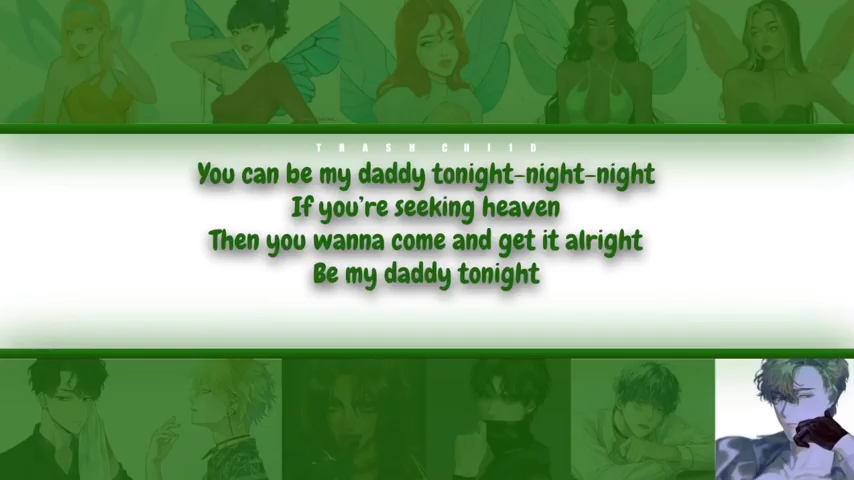 TRASH CHI1D
You can be my daddy tonight-night-night
If you're seeking heaven
Then you wanna come and get it alright
Be my daddy tonight